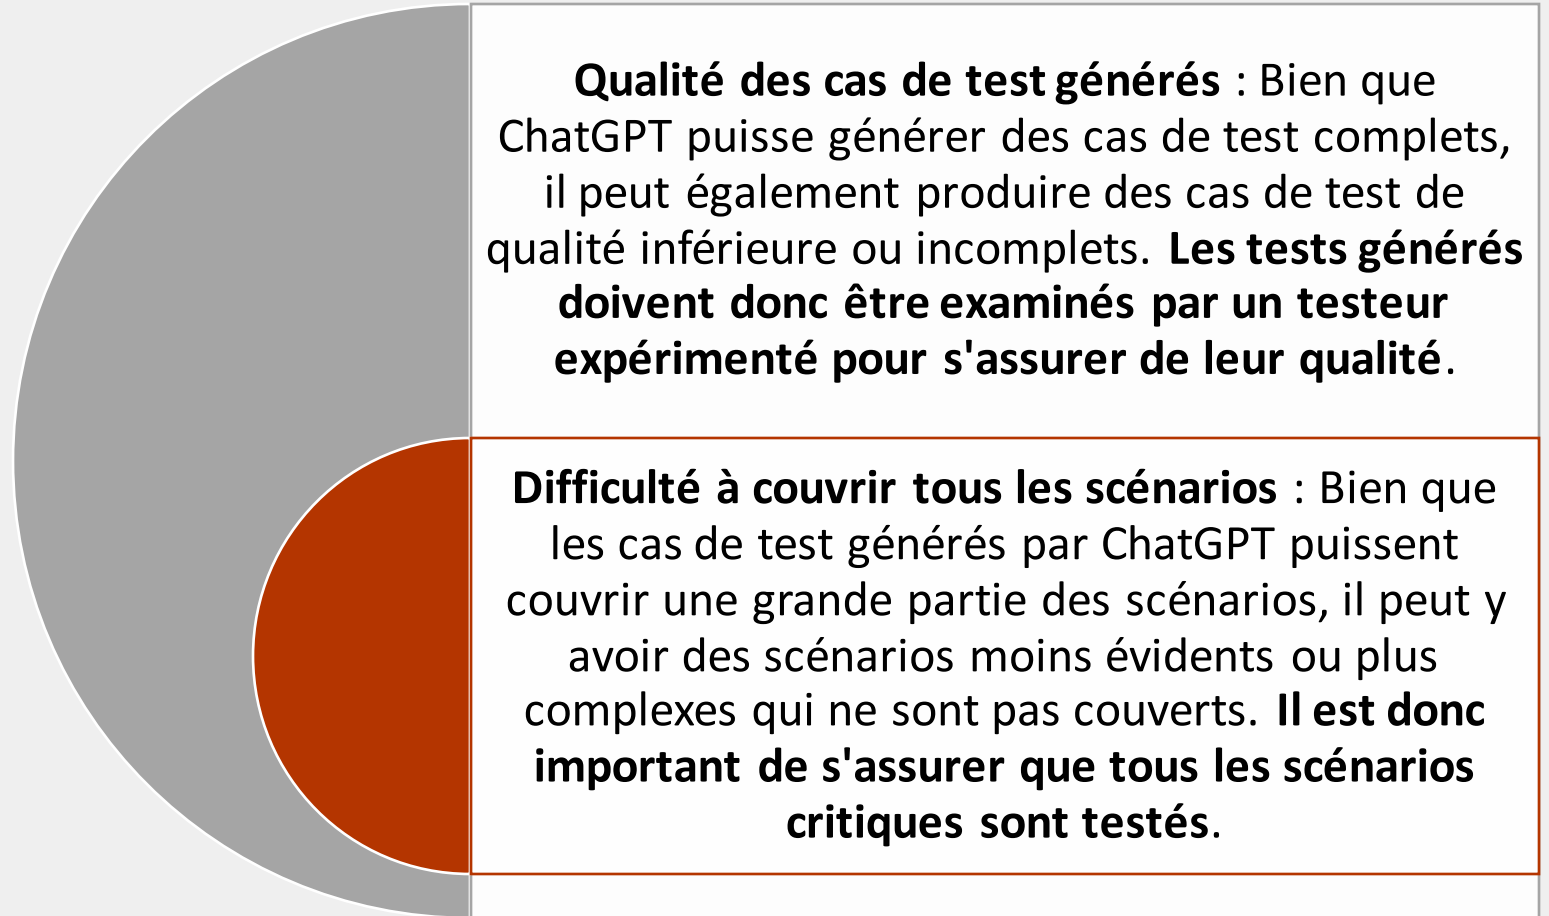 Qualité des cas de test générés : Bien que
ChatGPT puisse générer des cas de test complets,
il peut également produire des cas de test de
qualité inférieure ou incomplets. Les tests générés
doivent donc être examinés par un testeur
expérimenté pour s'assurer de leur qualité.
Difficulté à couvrir tous les scénarios : Bien que
les cas de test générés par ChatGPT puissent
couvrir une grande partie des scénarios, il peut y
avoir des scénarios moins évidents ou plus
complexes qui ne sont pas couverts. Il est donc
important de s'assurer que tous les scénarios
critiques sont testés.